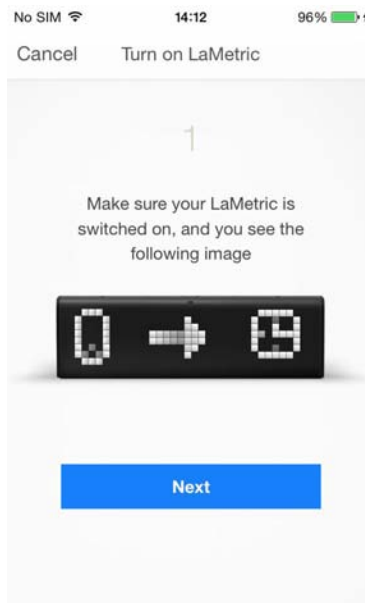 No SIM 14:12 96%
Cancel Turn on LaMetric
1
Make sure your LaMetric is
switched on, and you see the
following image
Next